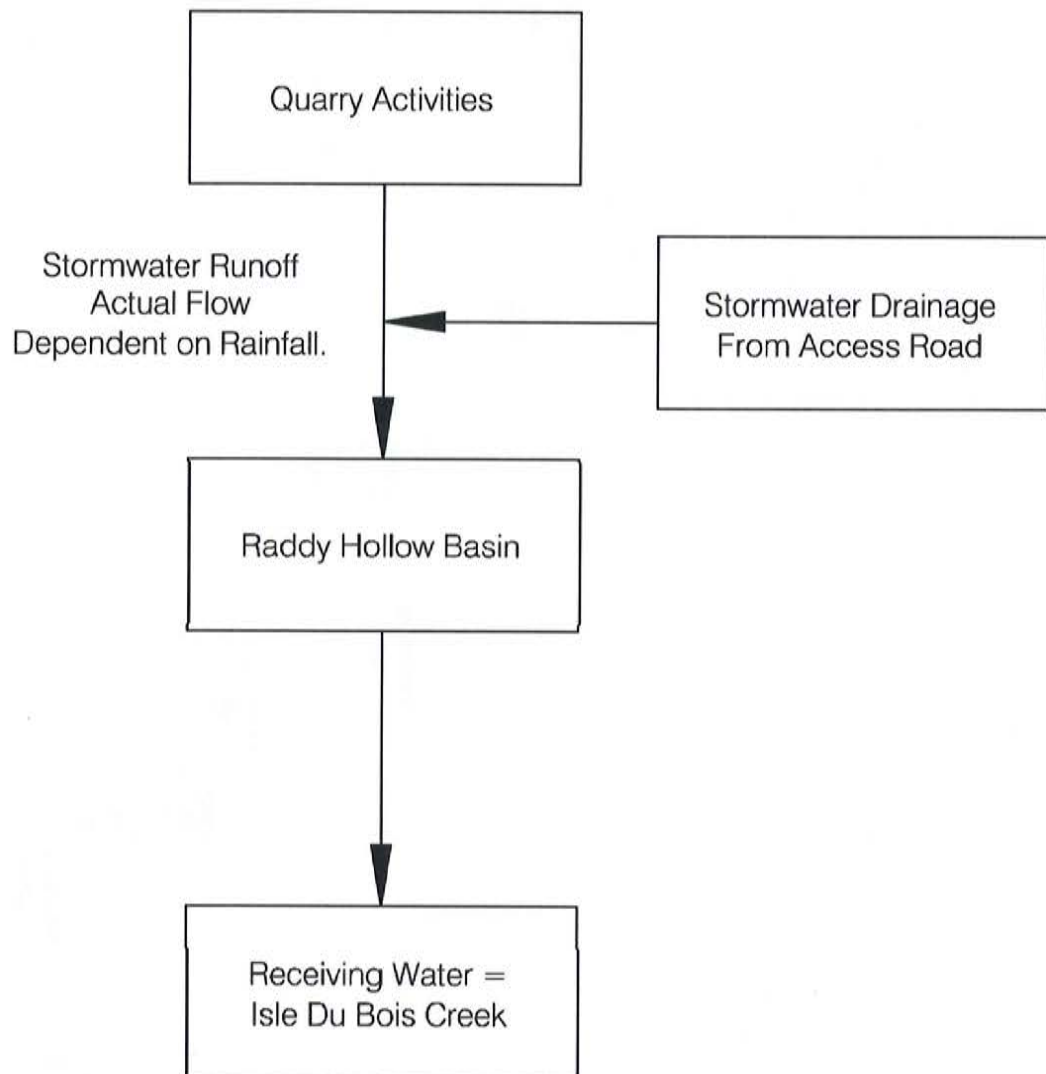 Quarry Activities
Stormwater Runoff
Actual Flow
Dependent on Rainfall.
Stormwater Drainage
From Access Road
Raddy Hollow Basin
Receiving Water =
Isle Du Bois Creek